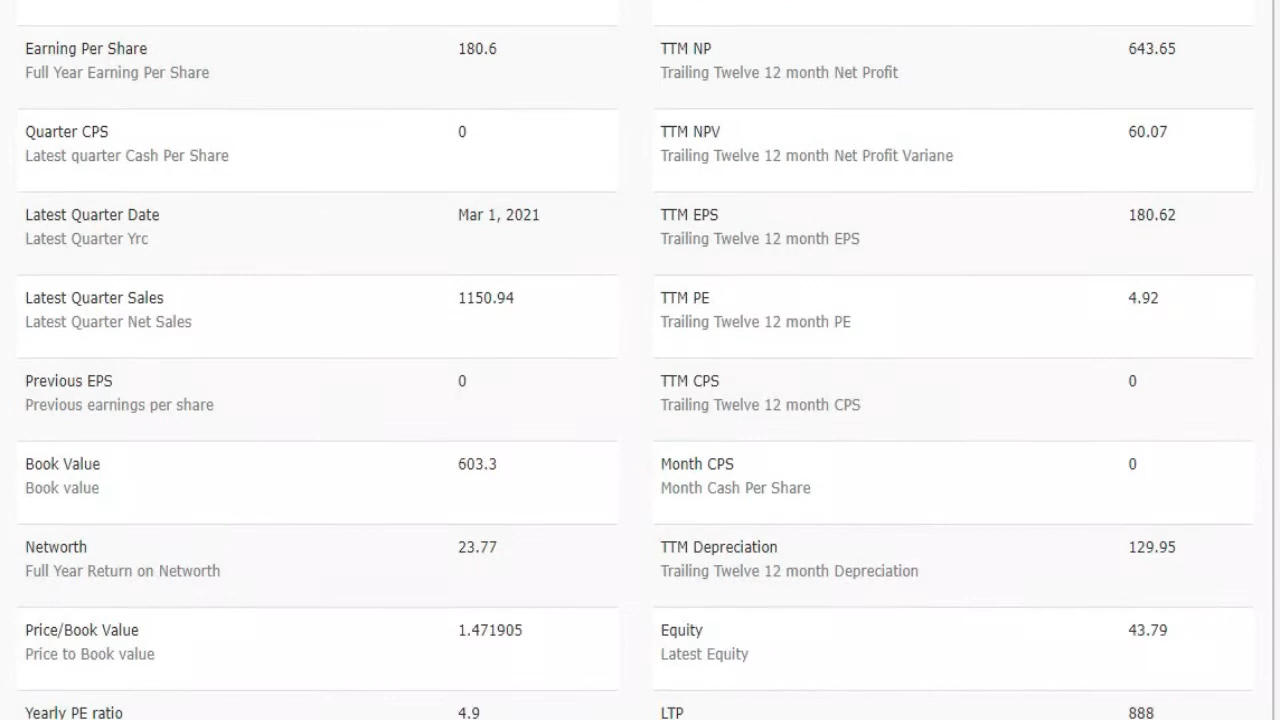 Earning Per Share 180.6
Full Year Earning Per Share
Quarter CPS 0
Latest quarter Cash Per Share
Latest Quarter Date Mar 1, 2021
Latest Quarter Yrc
Latest Quarter Sales 1150.94
Latest Quarter Net Sales
Previous EPS 0
Previous earnings per share
Book Value 603.3
Book value
Networth 23.77
Full Year Return on Networth
Price/Book Value 1.471905
Price to Book value
Yearly PE ratio 4.9
TTM NP 643.65
Trailing Twelve 12 month Net Profit
TTM NPV 60.07
Trailing Twelve 12 month Net Profit Variane
TTM EPS 180.62
Trailing Twelve 12 month EPS
TTM PE 4.92
Trailing Twelve 12 month PE
TTM CPS 0
Trailing Twelve 12 month CPS
Month CPS 0
Month Cash Per Share
TTM Depreciation 129.95
Trailing Twelve 12 month Depreciation
Equity 43.79
Latest Equity
LTP 888